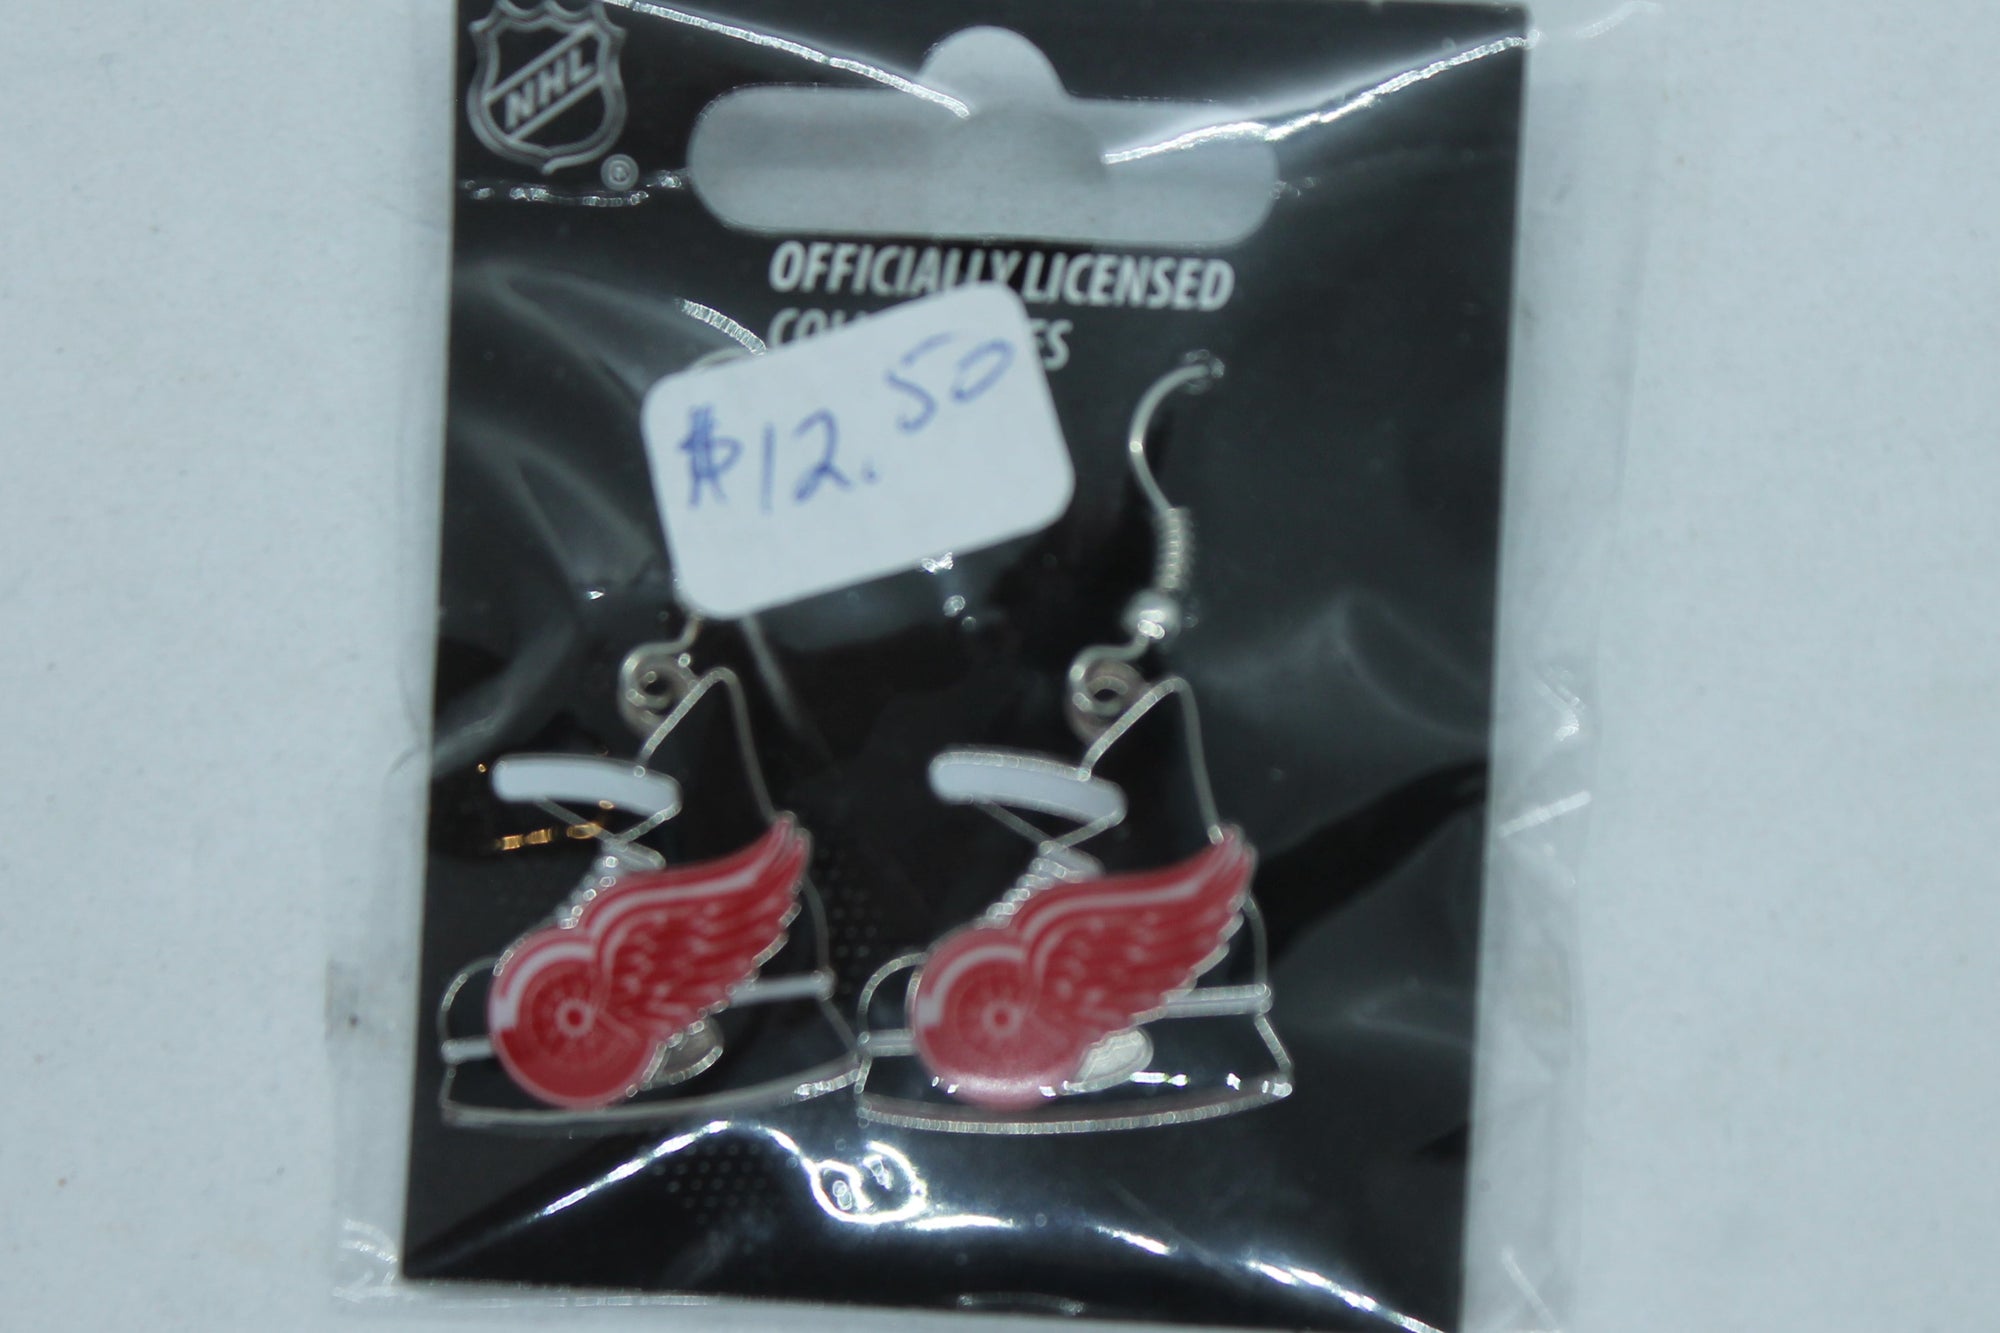 NHL
®
OFFICIALLY LICENSED
$12.50